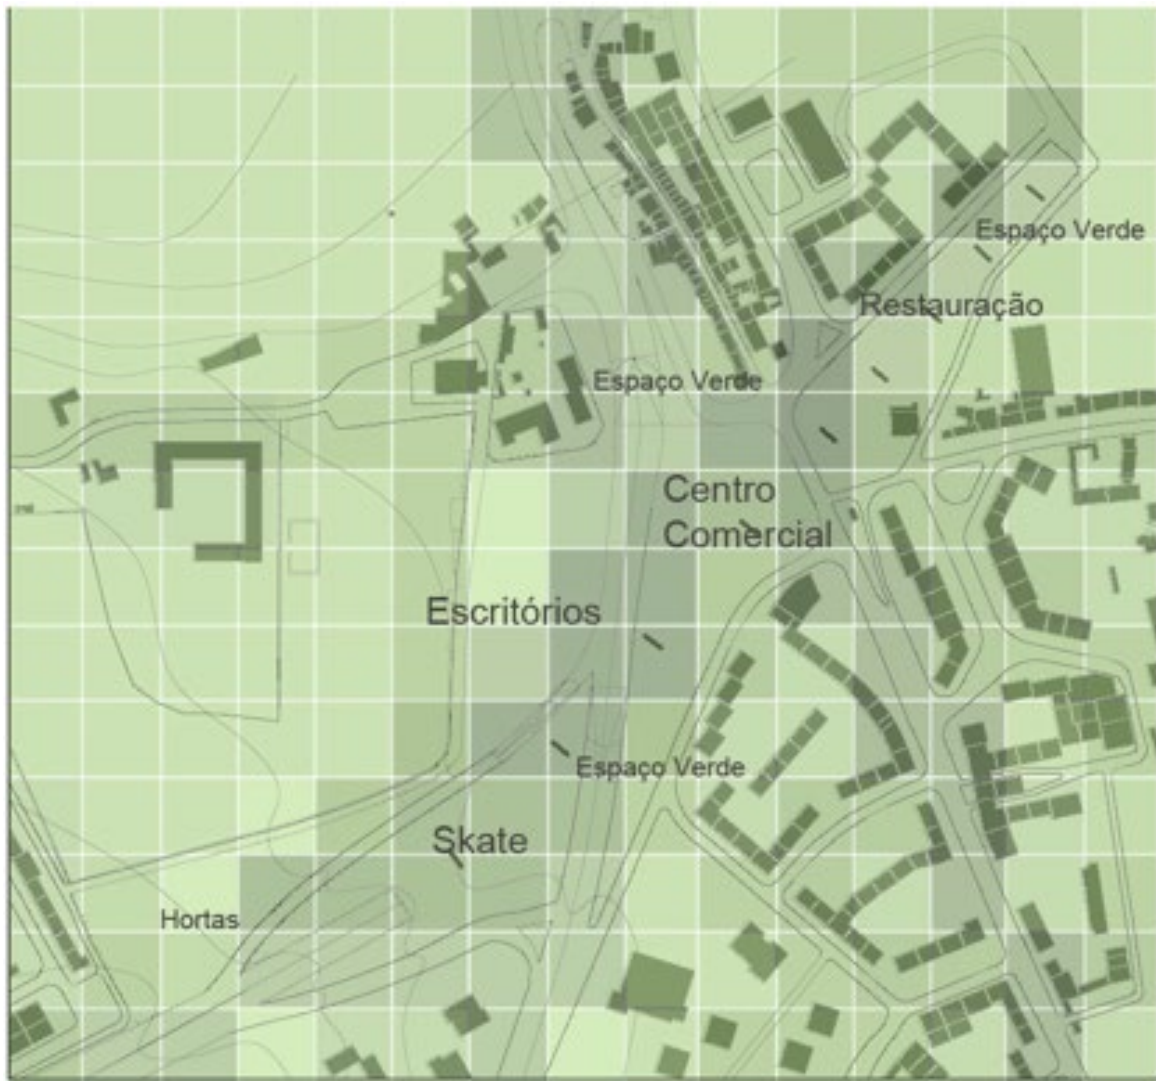 Espaço Verde
Restauração
Espaço Verde
Centro
Comercial
Escritórios
Espaço Verde
Skate
Hortas